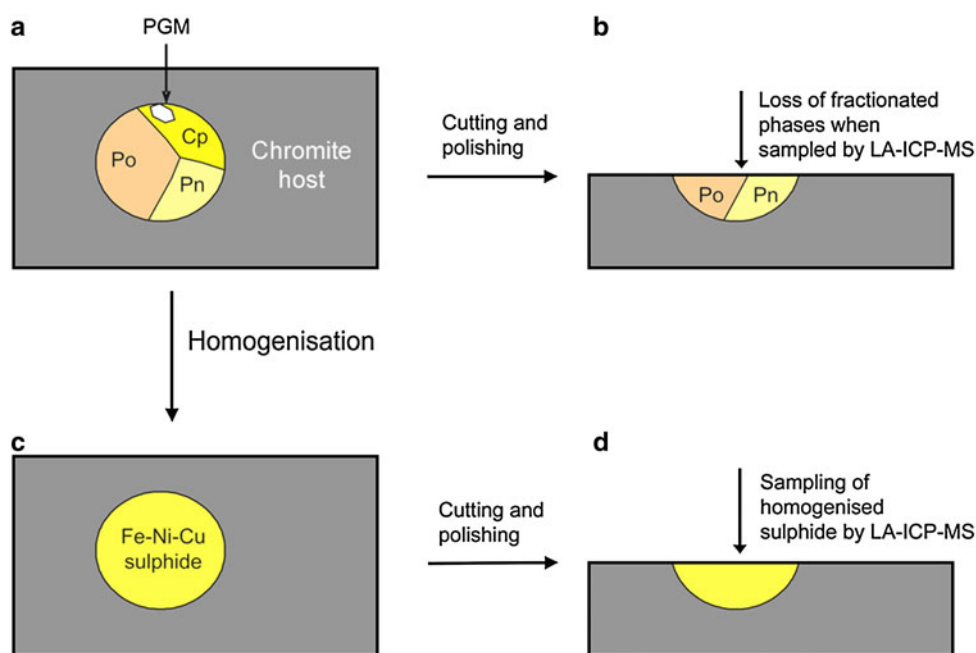 a
PGM
Po
Cp
Pn
Chromite
host
Cutting and
polishing
b
Loss of fractionated
phases when
sampled by LA-ICP-MS
Po
Pn
Homogenisation
c
Fe-Ni-Cu
sulphide
Cutting and
polishing
d
Sampling of
homogenised
sulphide by LA-ICP-MS